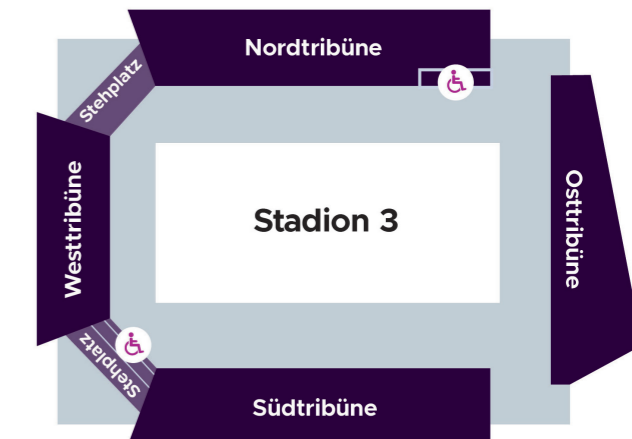 Nordtribüne
Stehplatz
Westtribüne
Stadion 3
Osttribüne
Stehplatz
Südtribüne